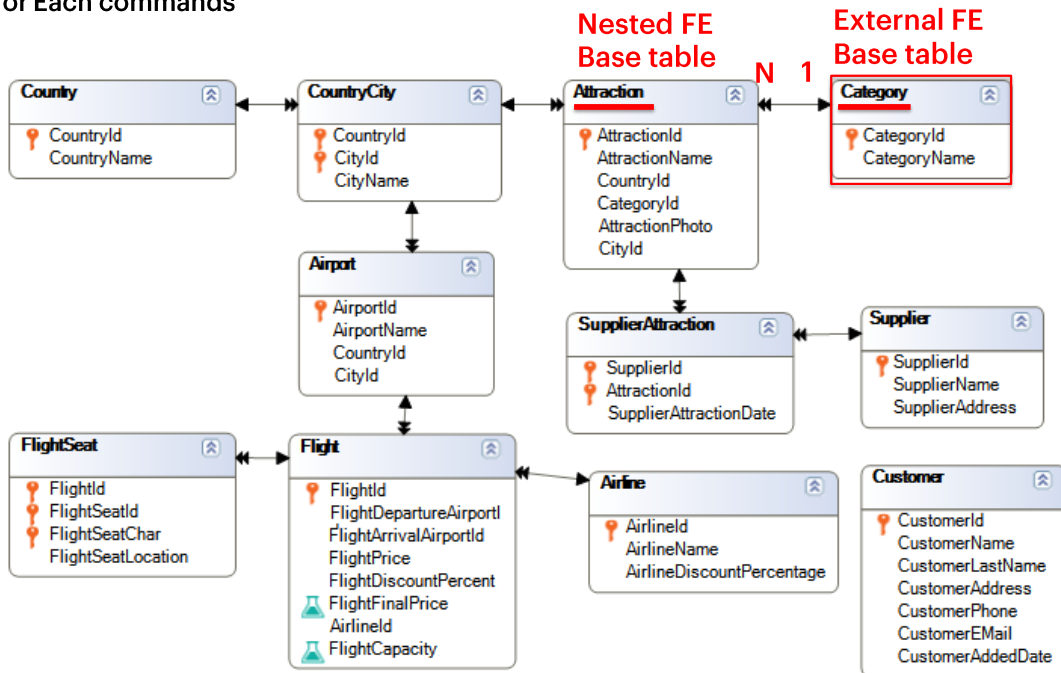 or Each commands
Nested FE
Base table
External FE
Base table
N 1
Country
CountryId
CountryName
CountryCity
CountryId
CityId
CityName
Attraction
AttractionId
AttractionName
CountryId
CategoryId
AttractionPhoto
CityId
Category
CategoryId
CategoryName
Airport
AirportId
AirportName
CountryId
CityId
SupplierAttraction
SupplierId
AttractionId
SupplierAttractionDate
Supplier
SupplierId
SupplierName
SupplierAddress
FlightSeat
FlightId
FlightSeatId
FlightSeatChar
FlightSeatLocation
Flight
FlightId
FlightDepartureAirportI
FlightArrivalAirportId
FlightPrice
FlightDiscountPercent
FlightFinalPrice
AirlineId
FlightCapacity
Airline
AirlineId
AirlineName
AirlineDiscountPercentage
Customer
CustomerId
CustomerName
CustomerLastName
CustomerAddress
CustomerPhone
CustomerEMail
CustomerAddedDate